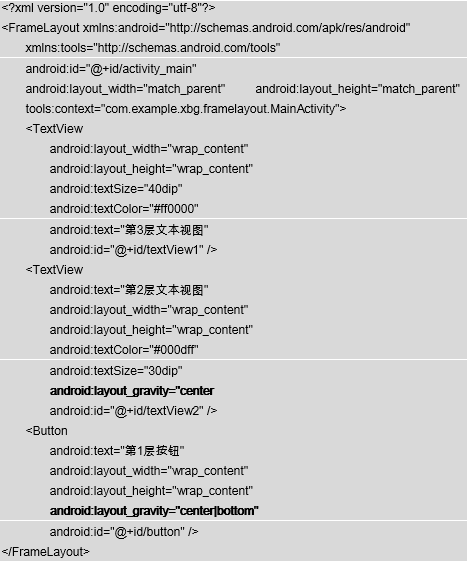 <?xml version="1.0" encoding="utf-8"?>
<FrameLayout xmlns:android="http://schemas.android.com/apk/res/android"
xmlns:tools="http://schemas.android.com/tools"
android:id="@+id/activity_main"
android:layout_width="match_parent" android:layout_height="match_parent"
tools:context="com.example.xbg.framelayout.MainActivity">
<TextView
android:layout_width="wrap_content"
android:layout_height="wrap_content"
android:textSize="40dip"
android:textColor="#ff0000"
android:text="第3层文本视图"
android:id="@+id/textView1" />
<TextView
android:text="第2层文本视图"
android:layout_width="wrap_content"
android:layout_height="wrap_content"
android:textColor="#000dff"
android:textSize="30dip"
android:layout_gravity="center
android:id="@+id/textView2" />
<Button
android:text="第1层按钮"
android:layout_width="wrap_content"
android:layout_height="wrap_content"
android:layout_gravity="center|bottom"
android:id="@+id/button" />
</FrameLayout>